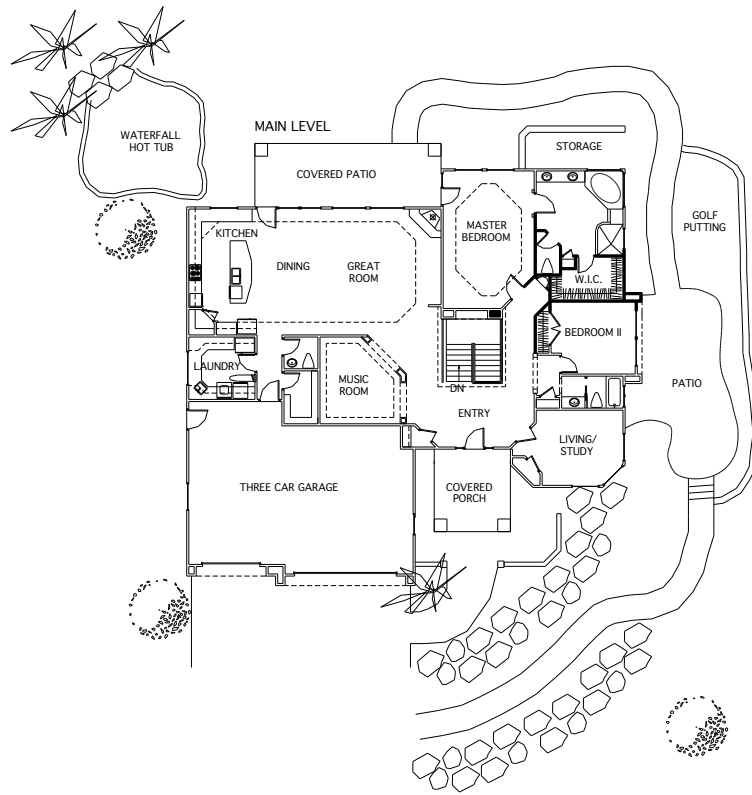 WATERFALL
HOT TUB
MAIN LEVEL
STORAGE
COVERED PATIO
GOLF
PUTTING
KITCHEN
MASTER
BEDROOM
DINING
GREAT
ROOM
W.I.C.
BEDROOM II
LAUNDRY
MUSIC
ROOM
DN
PATIO
ENTRY
LIVING/
STUDY
THREE CAR GARAGE
COVERED
PORCH